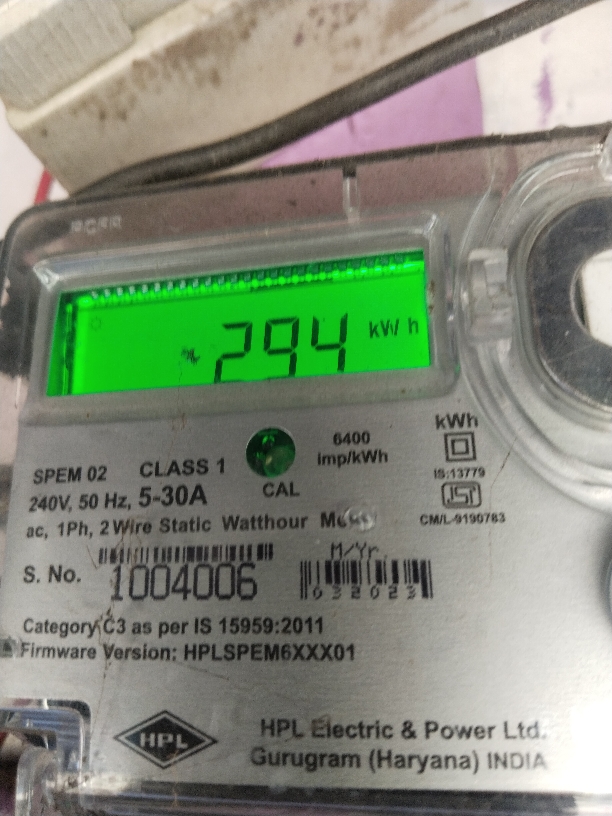 294 kWh
6400
imp/kWh
kWh
SPEM 02 CLASS 1
CAL
IS:13779
240V, 50 Hz, 5-30A
ISI
CM/L-9190783
ac, 1Ph, 2 Wire Static Watthour
M/Yr.
S. No. 1004006
032023
Category C3 as per IS 15959:2011
Firmware Version: HPLSPEM6XXX01
HPL
HPL Electric & Power Ltd.
Gurugram (Haryana) INDIA